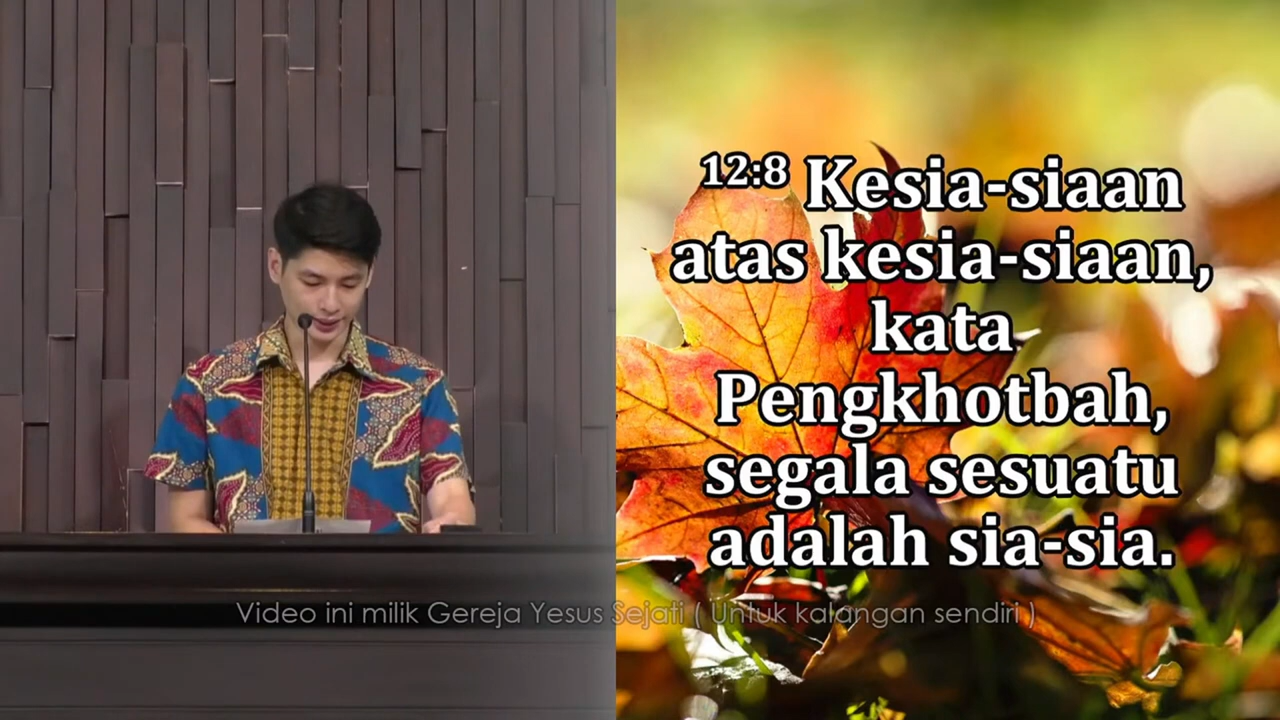 12:8 Kesia-siaan
atas kesia-siaan,
kata
Pengkhotbah,
segala sesuatu
adalah sia-sia.
Video ini milik Gereja Yesus Sejati ( Untuk kalangan sendiri )